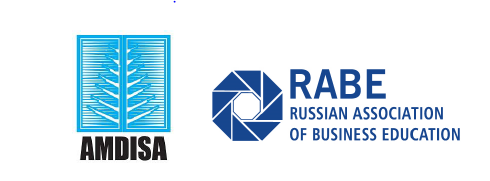 AMDISA
RABE
RUSSIAN ASSOCIATION
OF BUSINESS EDUCATION